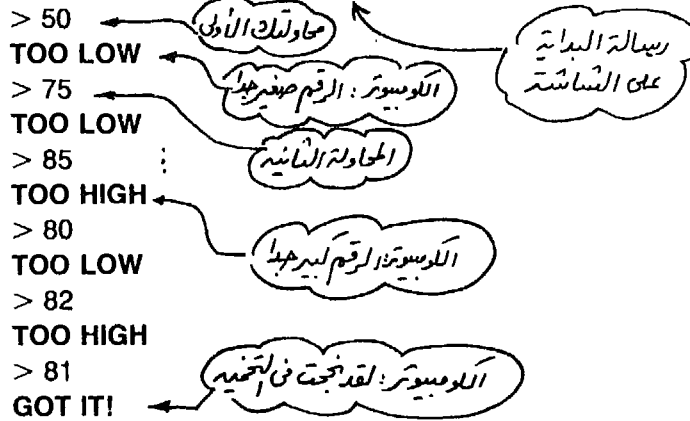 > 50
محاولتك الأولى
رسالة البداية
على الشاشة
TOO LOW
الكومبيوتر : الرقم صغير جدا
> 75
TOO LOW
المحاولة الثانية
> 85
⋮
TOO HIGH
> 80
الكومبيوتر : الرقم كبير جدا
TOO LOW
> 82
TOO HIGH
> 81
الكومبيوتر : لقد نجحت فى التخمين
GOT IT!